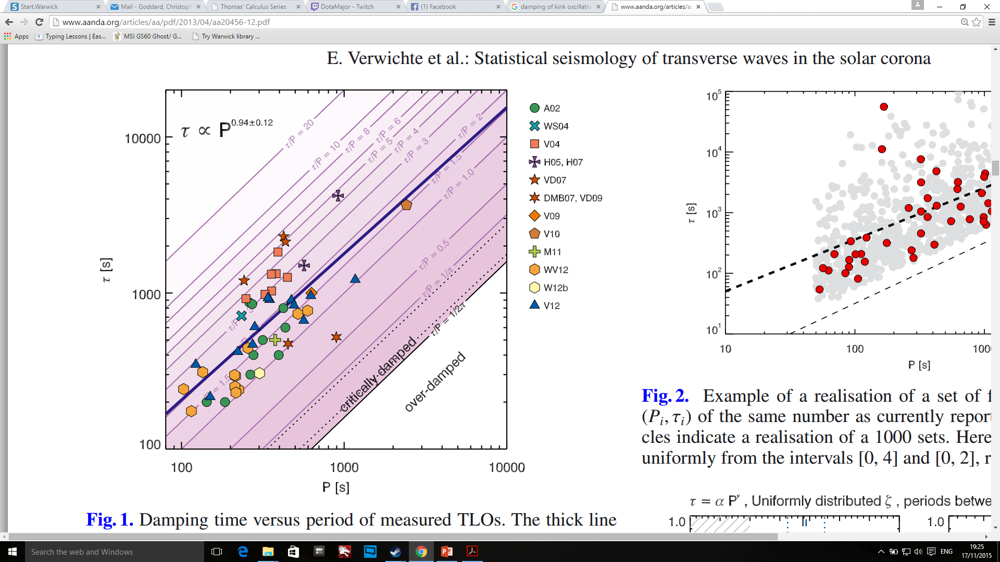 Start.Warwick
Mail - Goddard, Christoph
Thomas' Calculus Series
DotaMajor - Twitch
(1) Facebook
damping of kink oscillatio
www.aanda.org/articles/aa
www.aanda.org/articles/aa/pdf/2013/04/aa20456-12.pdf
Apps
Typing Lessons | Eas...
MSI GS60 Ghost/ G...
Try Warwick library ...
E. Verwichte et al.: Statistical seismology of transverse waves in the solar corona
τ ∝ P^0.94±0.12
τ/P = 20
τ/P = 10
τ/P = 8
τ/P = 6
τ/P = 5
τ/P = 4
τ/P = 3
τ/P = 2
τ/P = 1.5
τ/P = 1.0
τ/P = 0.5
τ/P = 1/π
τ/P = 1/2π
critically damped
over-damped
10000
1000
100
τ [s]
100
1000
10000
P [s]
A02
WS04
V04
H05, H07
VD07
DMB07, VD09
V09
V10
M11
WV12
W12b
V12
Fig. 1. Damping time versus period of measured TLOs. The thick line
10^5
10^4
10^3
10^2
10^1
τ [s]
10
100
100
P [s]
Fig. 2. Example of a realisation of a set of f
(P_i, τ_i) of the same number as currently repor
cles indicate a realisation of a 1000 sets. Here
uniformly from the intervals [0, 4] and [0, 2], r
τ = α P^γ , Uniformly distributed ζ , periods betwe
1.0
1.0
Search the web and Windows
ENG
19:25
17/11/2015